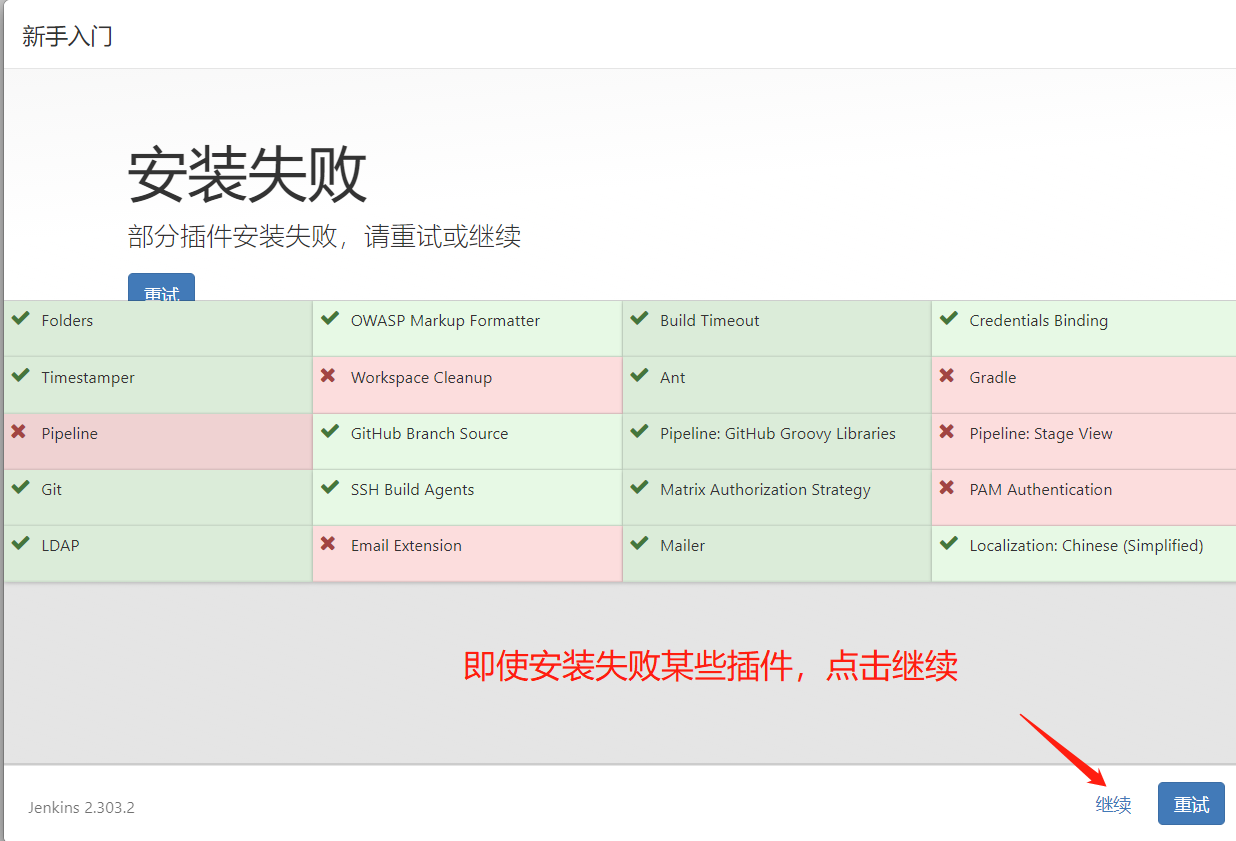 新手入门
安装失败
部分插件安装失败，请重试或继续
重试
Folders
OWASP Markup Formatter
Build Timeout
Credentials Binding
Timestamper
Workspace Cleanup
Ant
Gradle
Pipeline
GitHub Branch Source
Pipeline: GitHub Groovy Libraries
Pipeline: Stage View
Git
SSH Build Agents
Matrix Authorization Strategy
PAM Authentication
LDAP
Email Extension
Mailer
Localization: Chinese (Simplified)
即使安装失败某些插件，点击继续
Jenkins 2.303.2
继续
重试